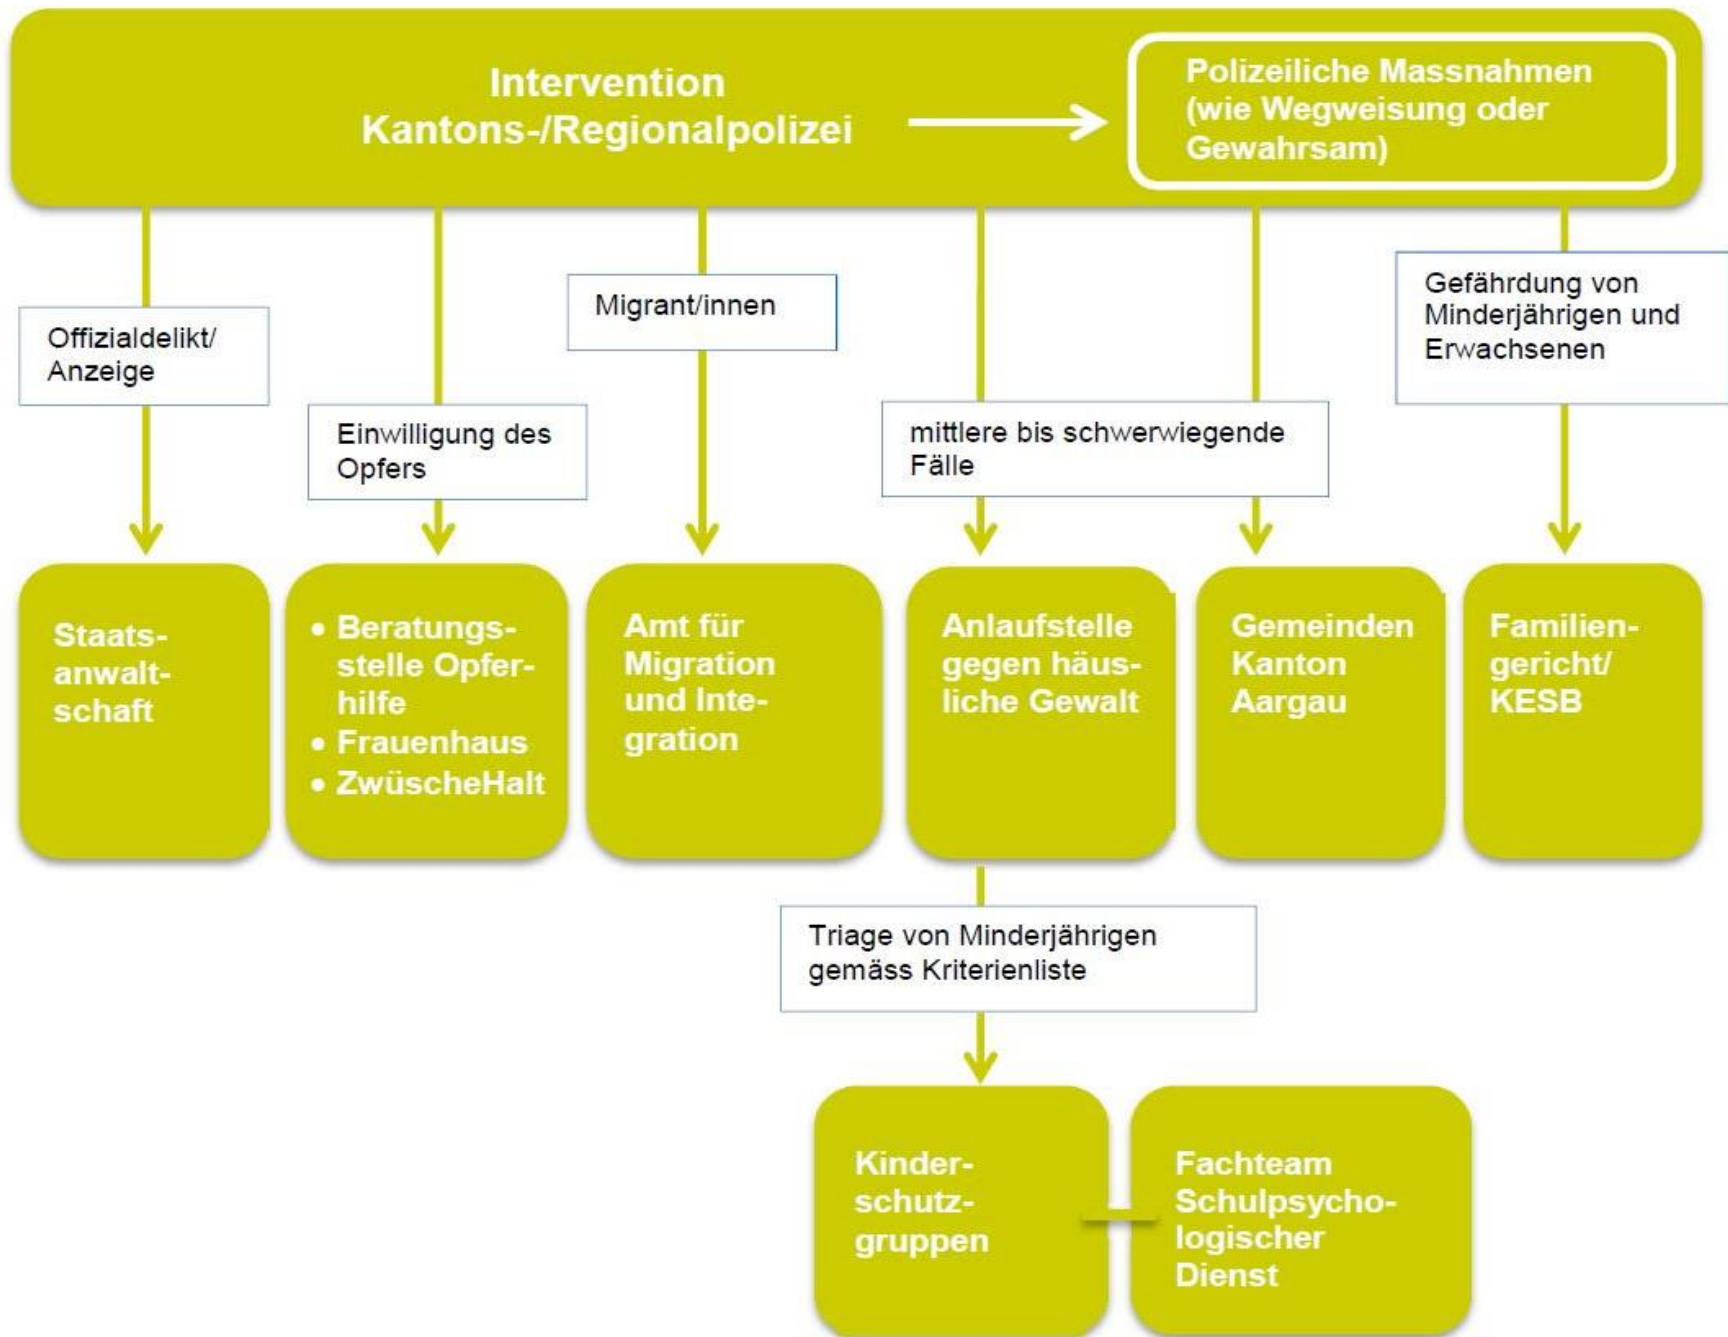 Intervention
Kantons-/Regionalpolizei
Polizeiliche Massnahmen
(wie Wegweisung oder
Gewahrsam)
Offizialdelikt/
Anzeige
Einwilligung des
Opfers
Migrant/innen
mittlere bis schwerwiegende
Fälle
Gefährdung von
Minderjährigen und
Erwachsenen
Staats-
anwalt-
schaft
• Beratungs-
stelle Opfer-
hilfe
• Frauenhaus
• ZwüscheHalt
Amt für
Migration
und Inte-
gration
Anlaufstelle
gegen häus-
liche Gewalt
Gemeinden
Kanton
Aargau
Familien-
gericht/
KESB
Triage von Minderjährigen
gemäss Kriterienliste
Kinder-
schutz-
gruppen
Fachteam
Schulpsycho-
logischer
Dienst